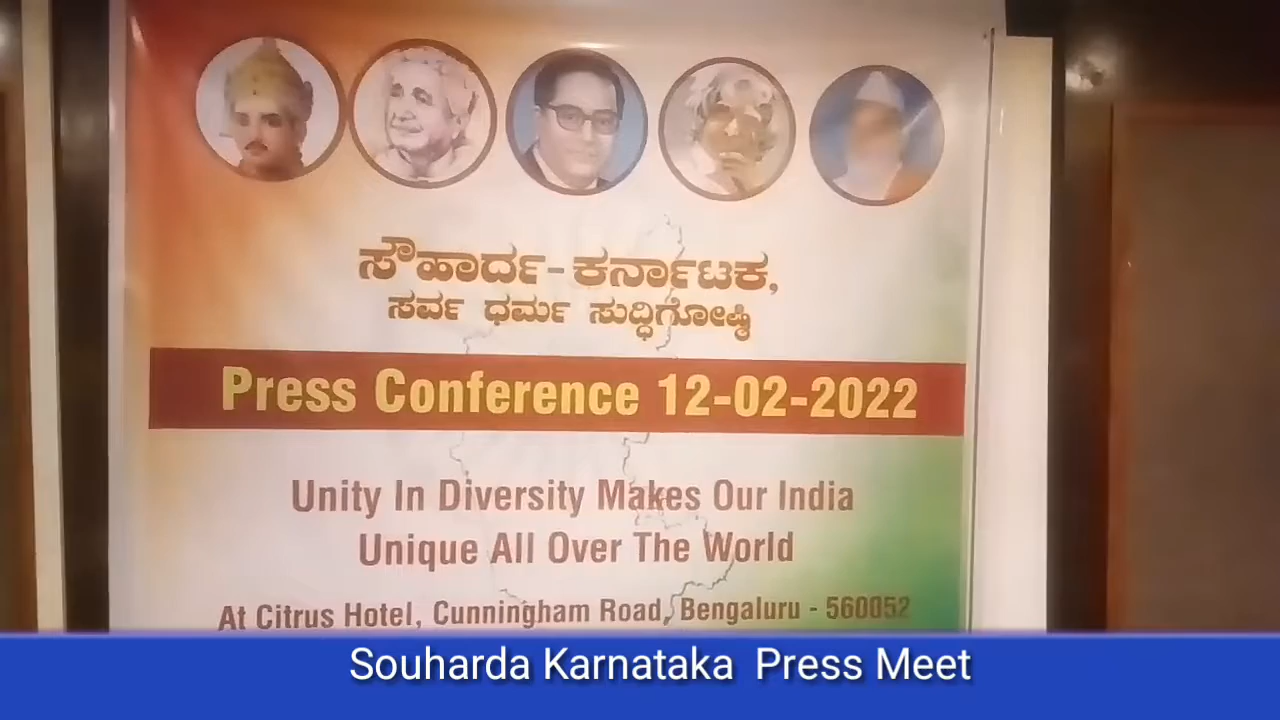 ಸೌಹಾರ್ದ-ಕರ್ನಾಟಕ,
ಸರ್ವ ಧರ್ಮ ಸುದ್ಧಿಗೋಷ್ಠಿ
Press Conference 12-02-2022
Unity In Diversity Makes Our India
Unique All Over The World
At Citrus Hotel, Cunningham Road, Bengaluru - 560052
Souharda Karnataka Press Meet